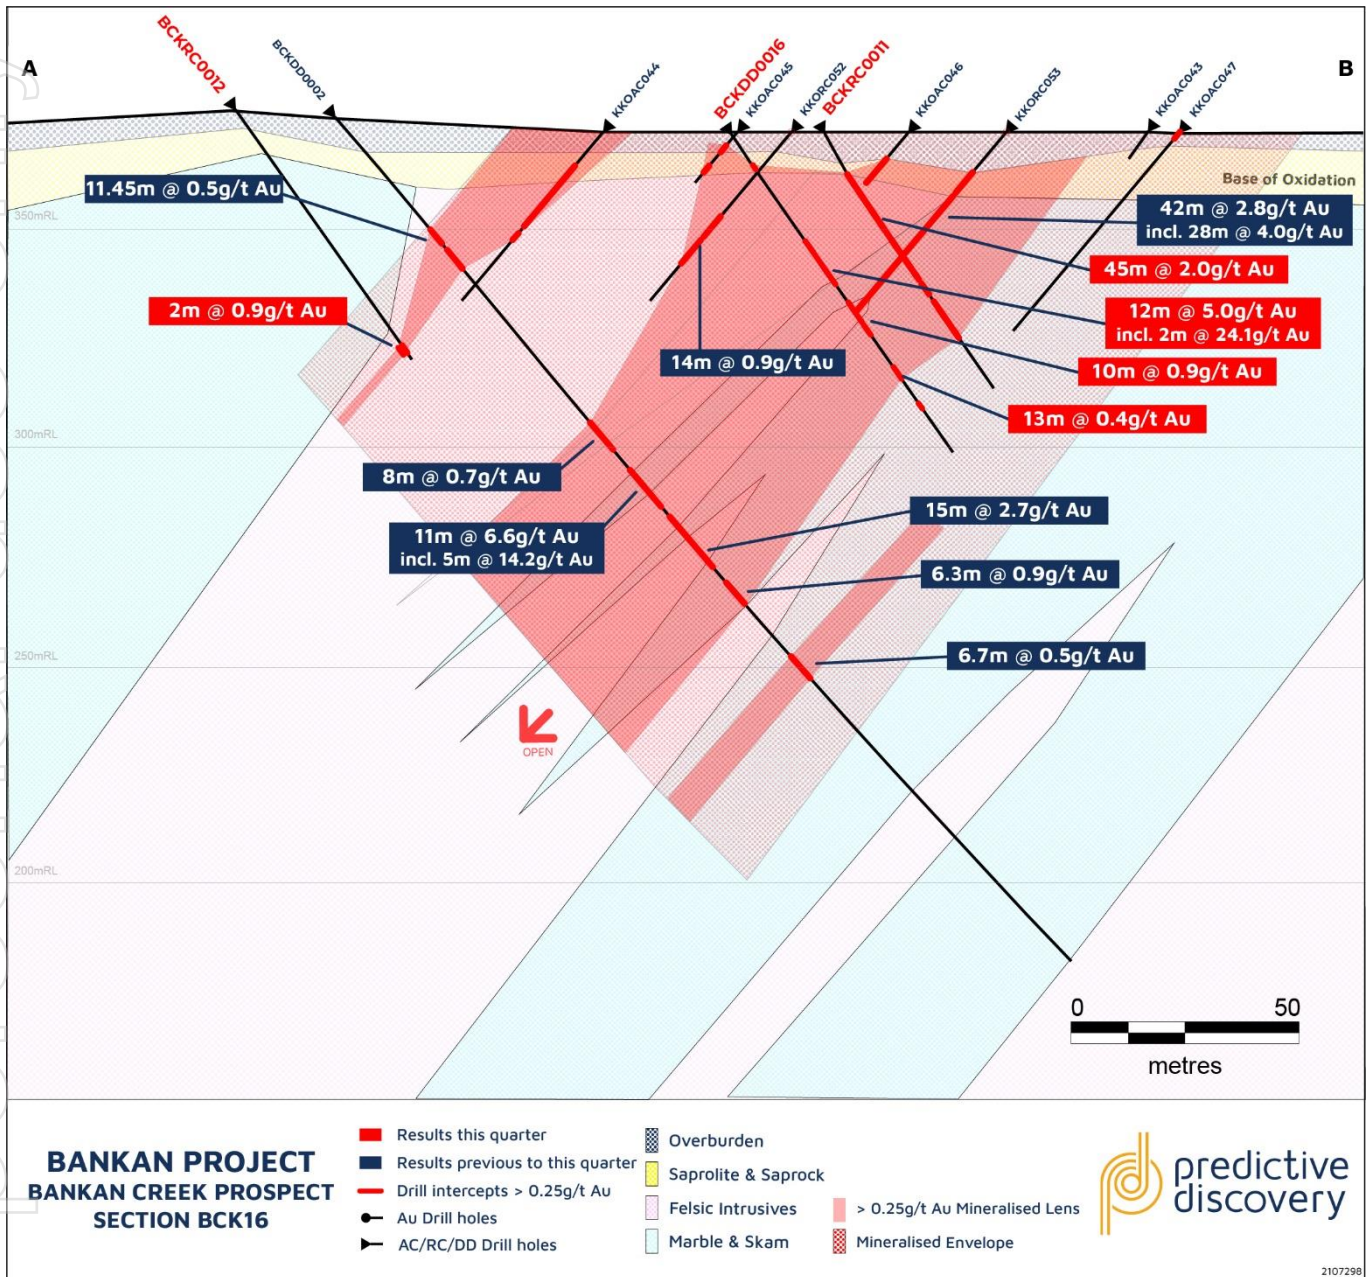 A
B
BCKRC0012
BCKDD0002
KKOAC044
BCKDD0016
KKOAC045
KKORC052
BCKRC0011
KKOAC046
KKORC053
KKOAC043
KKOAC047
Base of Oxidation
11.45m @ 0.5g/t Au
350mRL
42m @ 2.8g/t Au
incl. 28m @ 4.0g/t Au
45m @ 2.0g/t Au
2m @ 0.9g/t Au
12m @ 5.0g/t Au
incl. 2m @ 24.1g/t Au
14m @ 0.9g/t Au
10m @ 0.9g/t Au
13m @ 0.4g/t Au
300mRL
8m @ 0.7g/t Au
15m @ 2.7g/t Au
11m @ 6.6g/t Au
incl. 5m @ 14.2g/t Au
6.3m @ 0.9g/t Au
250mRL
6.7m @ 0.5g/t Au
OPEN
200mRL
0 50
metres
BANKAN PROJECT
BANKAN CREEK PROSPECT
SECTION BCK16
Results this quarter
Results previous to this quarter
Drill intercepts > 0.25g/t Au
Au Drill holes
AC/RC/DD Drill holes
Overburden
Saprolite & Saprock
Felsic Intrusives
Marble & Skam
> 0.25g/t Au Mineralised Lens
Mineralised Envelope
predictive
discovery
2107298